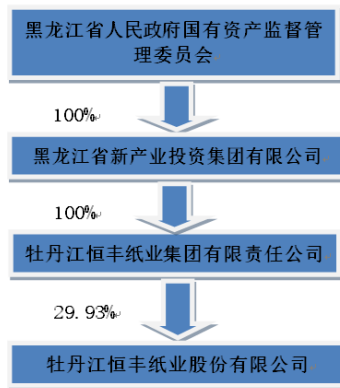 黑龙江省人民政府国有资产监督管
理委员会
100%
黑龙江省新产业投资集团有限公司
100%
牡丹江恒丰纸业集团有限责任公司
29.93%
牡丹江恒丰纸业股份有限公司